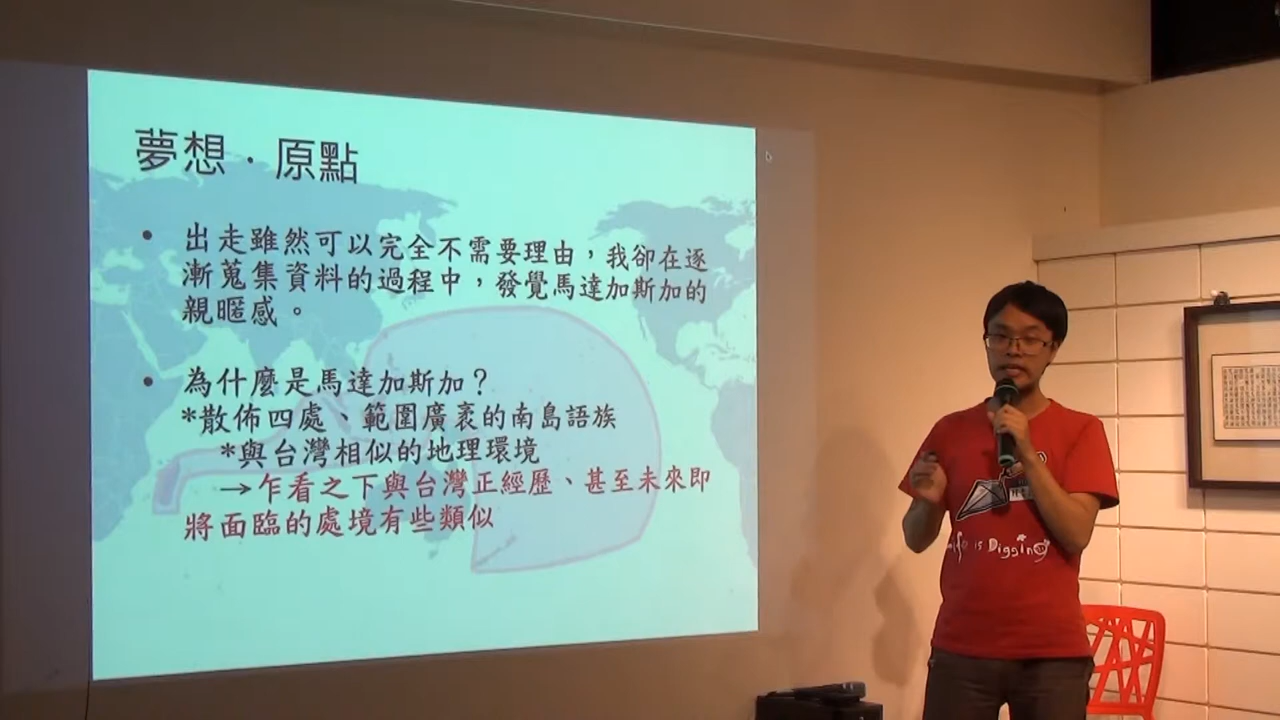 夢想．原點
• 出走雖然可以完全不需要理由，我卻在逐
漸蒐集資料的過程中，發覺馬達加斯加的
親暱感。
• 為什麼是馬達加斯加？
*散佈四處、範圍廣袤的南島語族
*與台灣相似的地理環境
→乍看之下與台灣正經歷、甚至未來即
將面臨的處境有些類似
Life is Digging